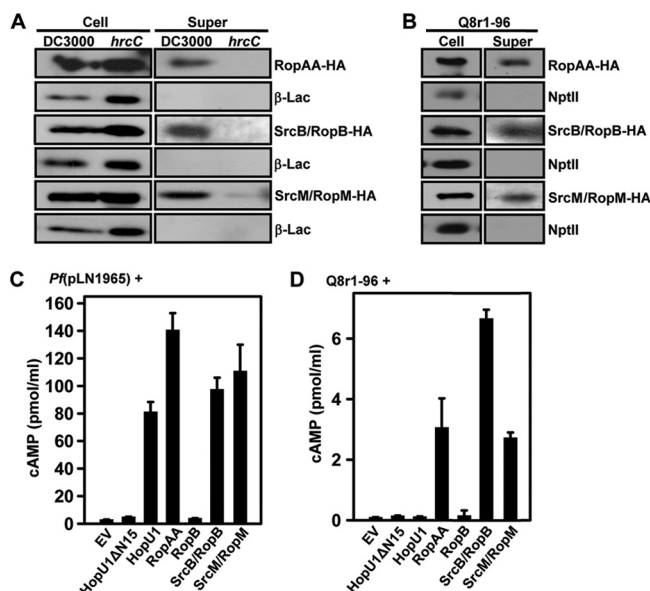 A
Cell Super
DC3000 hrcC DC3000 hrcC
RopAA-HA
β-Lac
SrcB/RopB-HA
β-Lac
SrcM/RopM-HA
β-Lac
B
Q8r1-96
Cell Super
RopAA-HA
NptII
SrcB/RopB-HA
NptII
SrcM/RopM-HA
NptII
C
Pf(pLN1965) +
cAMP (pmol/ml)
160
140
120
100
80
60
40
20
0
EV
HopU1ΔN15
HopU1
RopAA
RopB
SrcB/RopB
SrcM/RopM
D
Q8r1-96 +
cAMP (pmol/ml)
6
4
2
0
EV
HopU1ΔN15
HopU1
RopAA
RopB
SrcB/RopB
SrcM/RopM